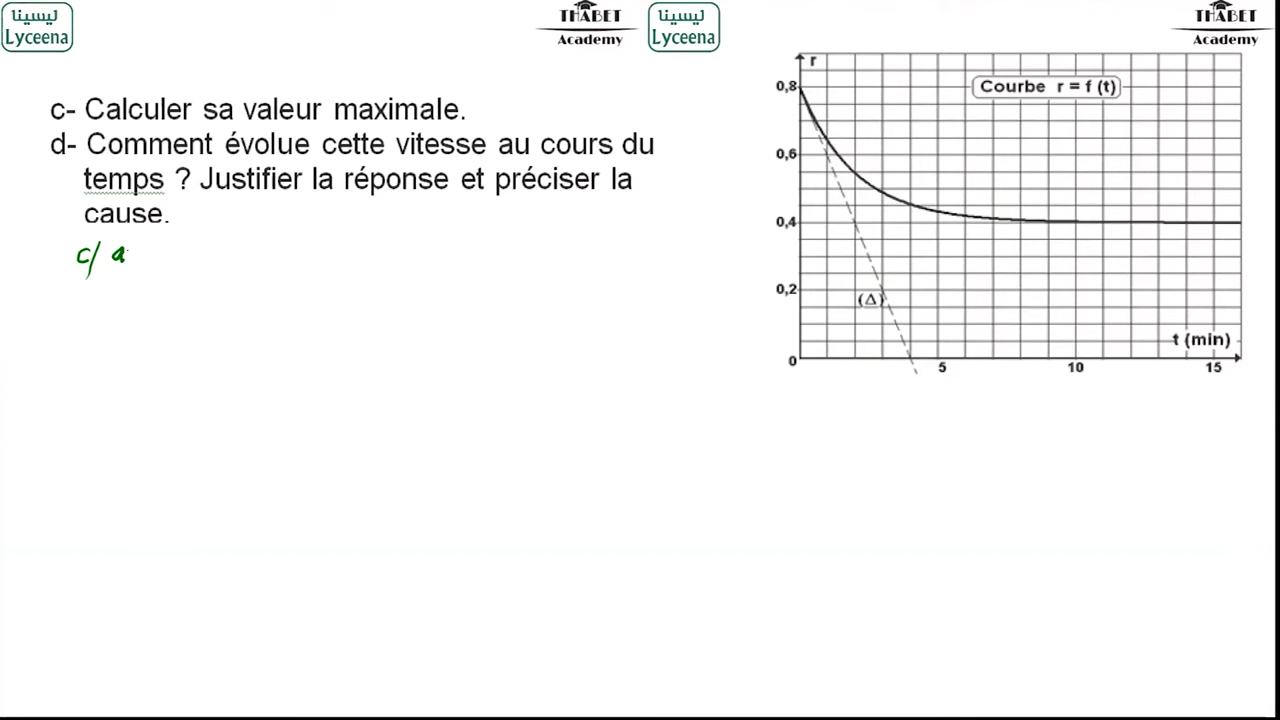 ليسينا
Lyceena
THABET
Academy
ليسينا
Lyceena
THABET
Academy
c- Calculer sa valeur maximale.
d- Comment évolue cette vitesse au cours du
temps ? Justifier la réponse et préciser la
cause.
c/ a
r
Courbe r = f (t)
0,8
0,6
0,4
0,2
(Δ)
t (min)
0
5
10
15